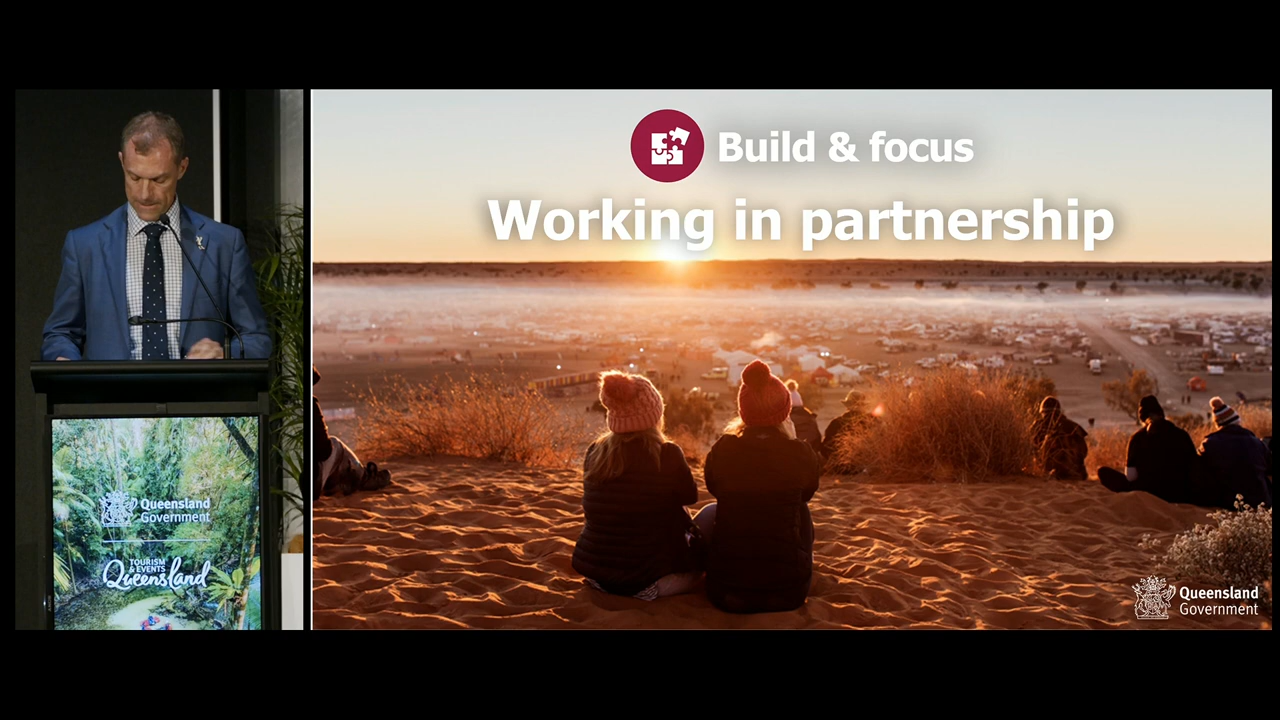 Build & focus
Working in partnership
Queensland
Government
TOURISM
& EVENTS
Queensland
Queensland
Government